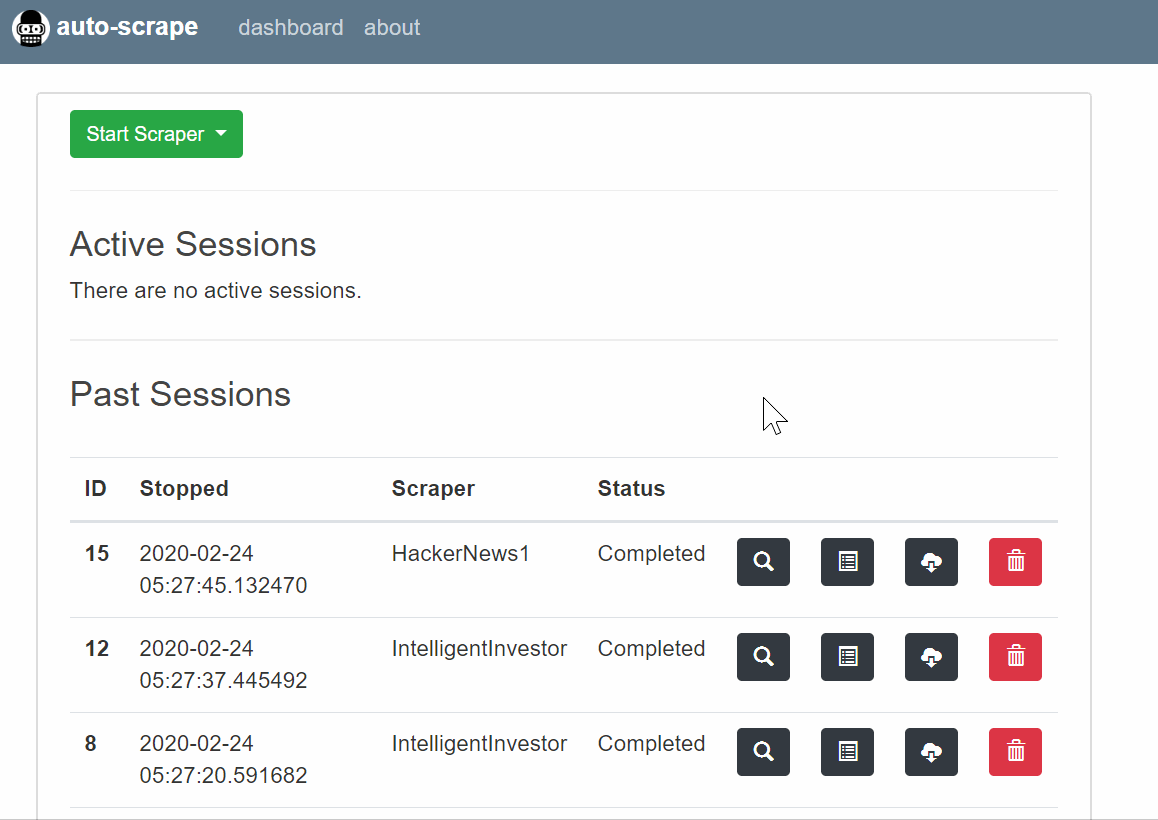 auto-scrape dashboard about
Start Scraper
Active Sessions
There are no active sessions.
Past Sessions
ID Stopped Scraper Status
15 2020-02-24 HackerNews1 Completed
05:27:45.132470
12 2020-02-24 IntelligentInvestor Completed
05:27:37.445492
8 2020-02-24 IntelligentInvestor Completed
05:27:20.591682